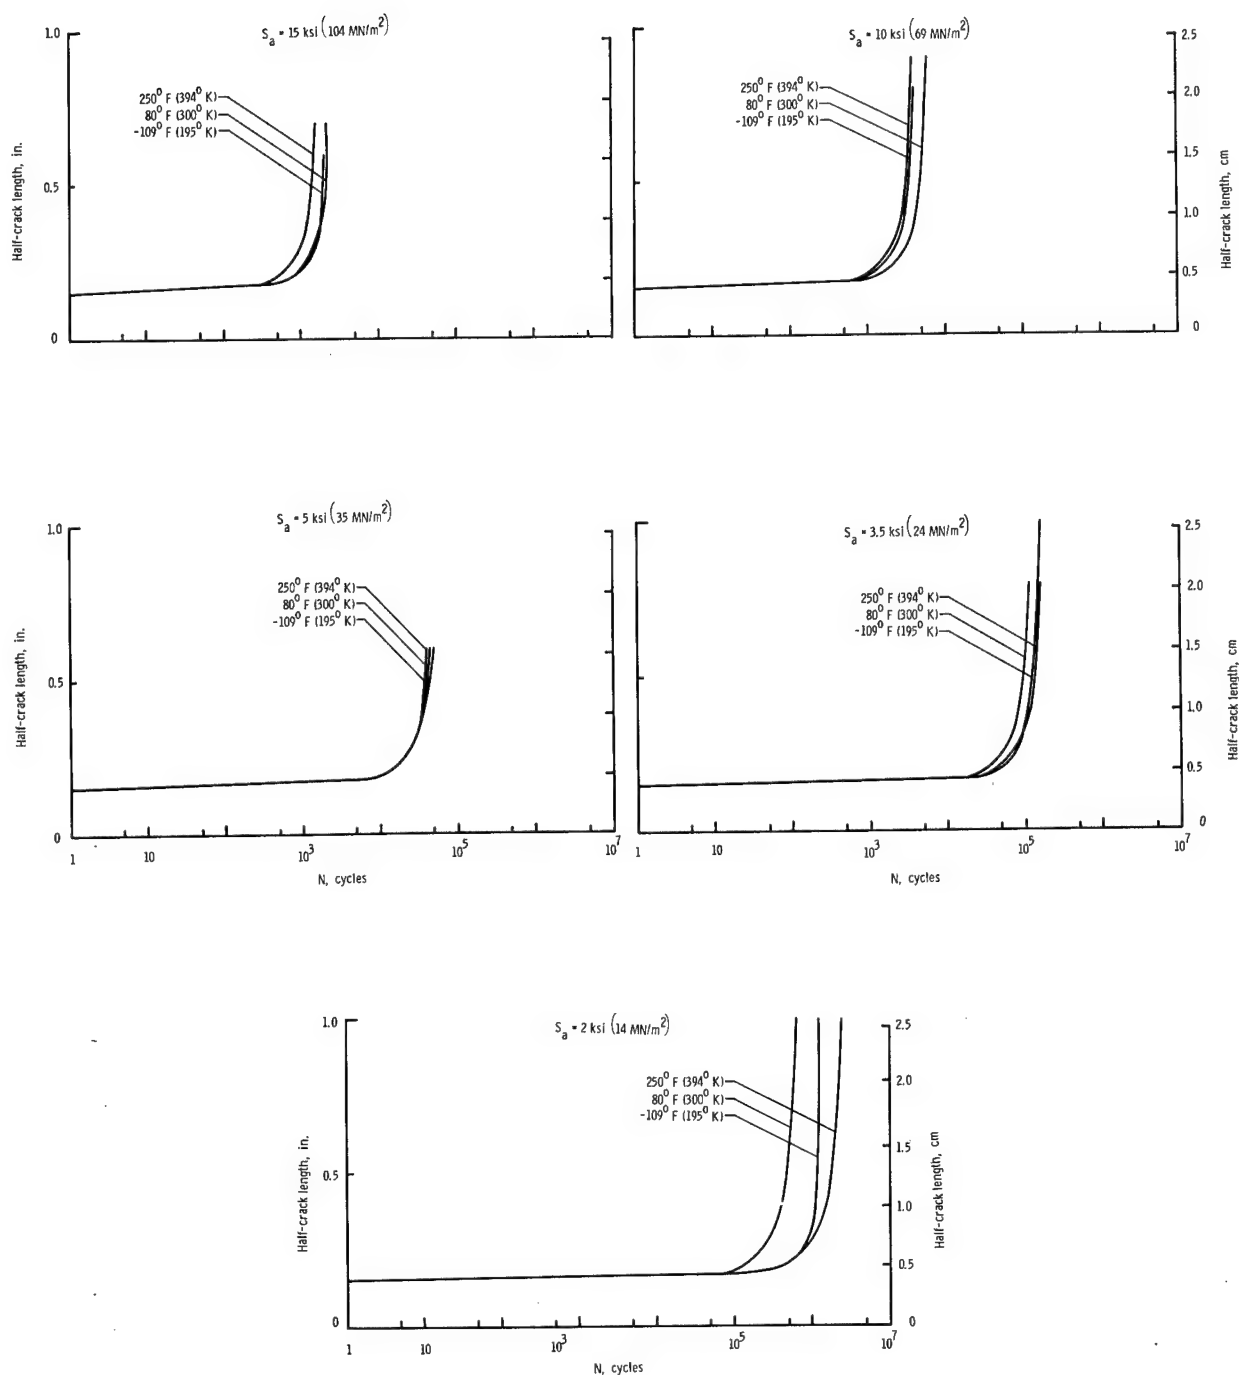 S_a = 15 ksi (104 MN/m²)
1.0
250° F (394° K)
80° F (300° K)
-109° F (195° K)
0.5
0
Half-crack length, in.
S_a = 10 ksi (69 MN/m²)
250° F (394° K)
80° F (300° K)
-109° F (195° K)
2.5
2.0
1.5
1.0
0.5
0
Half-crack length, cm
S_a = 5 ksi (35 MN/m²)
1.0
250° F (394° K)
80° F (300° K)
-109° F (195° K)
0.5
0
Half-crack length, in.
1 10 10³ 10⁵ 10⁷
N, cycles
S_a = 3.5 ksi (24 MN/m²)
250° F (394° K)
80° F (300° K)
-109° F (195° K)
2.5
2.0
1.5
1.0
0.5
0
Half-crack length, cm
1 10 10³ 10⁵ 10⁷
N, cycles
S_a = 2 ksi (14 MN/m²)
1.0
250° F (394° K)
80° F (300° K)
-109° F (195° K)
0.5
0
Half-crack length, in.
2.5
2.0
1.5
1.0
0.5
0
Half-crack length, cm
1 10 10³ 10⁵ 10⁷
N, cycles